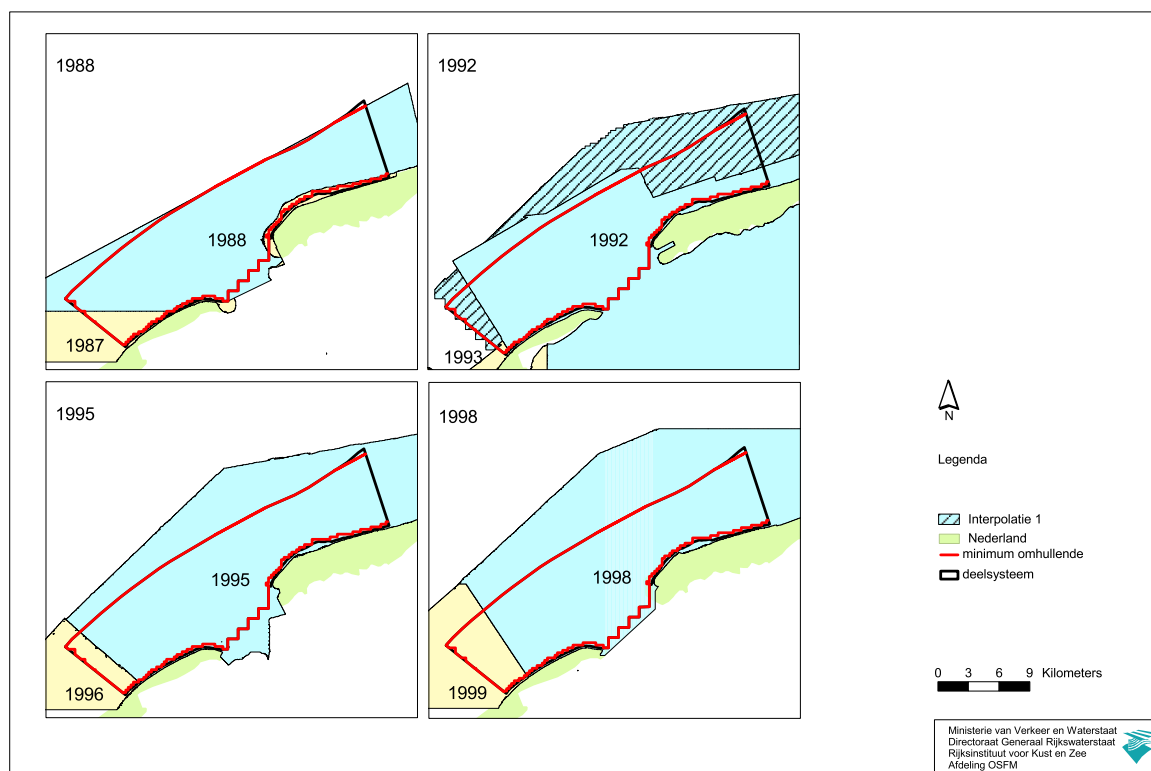 1988
1988
1987
1992
1992
1993
1995
1995
1996
1998
1998
1999
N
Legenda
Interpolatie 1
Nederland
minimum omhullende
deelsysteem
0 3 6 9 Kilometers
Ministerie van Verkeer en Waterstaat
Directoraat Generaal Rijkswaterstaat
Rijksinstituut voor Kust en Zee
Afdeling OSFM